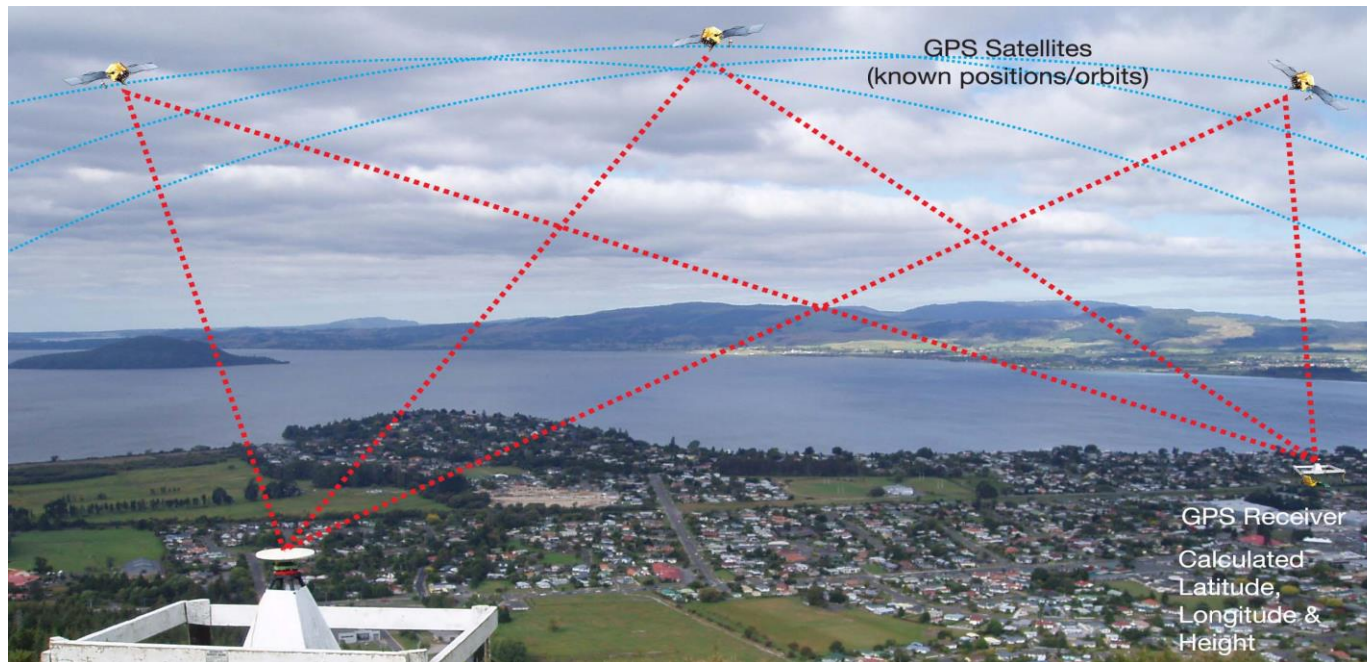 GPS Satellites
(known positions/orbits)
GPS Receiver
Calculated
Latitude,
Longitude &
Height